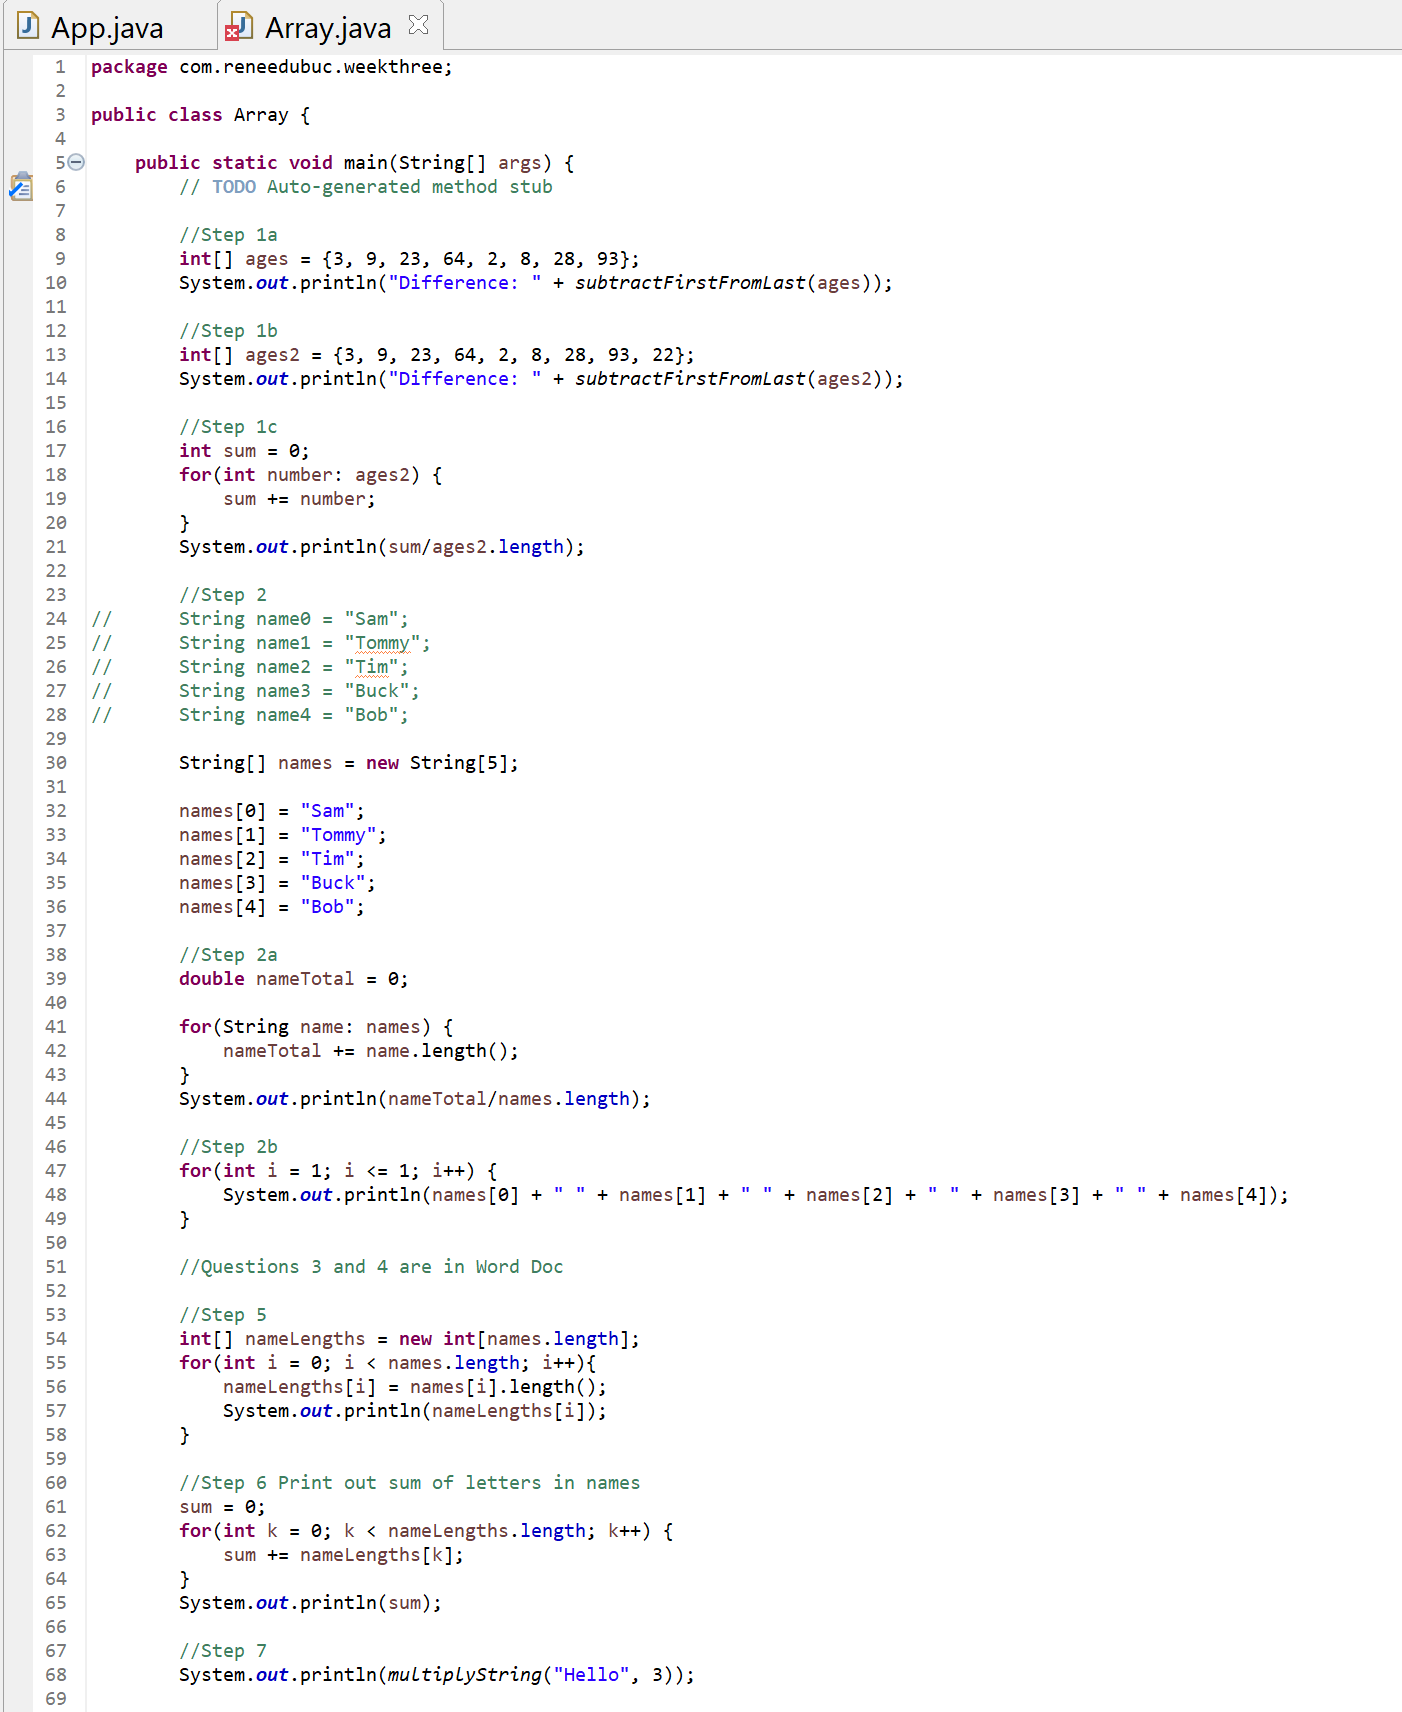 App.java Array.java
1 package com.reneedubuc.weekthree;
2
3 public class Array {
4
5 public static void main(String[] args) {
6 // TODO Auto-generated method stub
7
8 //Step 1a
9 int[] ages = {3, 9, 23, 64, 2, 8, 28, 93};
10 System.out.println("Difference: " + subtractFirstFromLast(ages));
11
12 //Step 1b
13 int[] ages2 = {3, 9, 23, 64, 2, 8, 28, 93, 22};
14 System.out.println("Difference: " + subtractFirstFromLast(ages2));
15
16 //Step 1c
17 int sum = 0;
18 for(int number: ages2) {
19 sum += number;
20 }
21 System.out.println(sum/ages2.length);
22
23 //Step 2
24 // String name0 = "Sam";
25 // String name1 = "Tommy";
26 // String name2 = "Tim";
27 // String name3 = "Buck";
28 // String name4 = "Bob";
29
30 String[] names = new String[5];
31
32 names[0] = "Sam";
33 names[1] = "Tommy";
34 names[2] = "Tim";
35 names[3] = "Buck";
36 names[4] = "Bob";
37
38 //Step 2a
39 double nameTotal = 0;
40
41 for(String name: names) {
42 nameTotal += name.length();
43 }
44 System.out.println(nameTotal/names.length);
45
46 //Step 2b
47 for(int i = 1; i <= 1; i++) {
48 System.out.println(names[0] + " " + names[1] + " " + names[2] + " " + names[3] + " " + names[4]);
49 }
50
51 //Questions 3 and 4 are in Word Doc
52
53 //Step 5
54 int[] nameLengths = new int[names.length];
55 for(int i = 0; i < names.length; i++){
56 nameLengths[i] = names[i].length();
57 System.out.println(nameLengths[i]);
58 }
59
60 //Step 6 Print out sum of letters in names
61 sum = 0;
62 for(int k = 0; k < nameLengths.length; k++) {
63 sum += nameLengths[k];
64 }
65 System.out.println(sum);
66
67 //Step 7
68 System.out.println(multiplyString("Hello", 3));
69